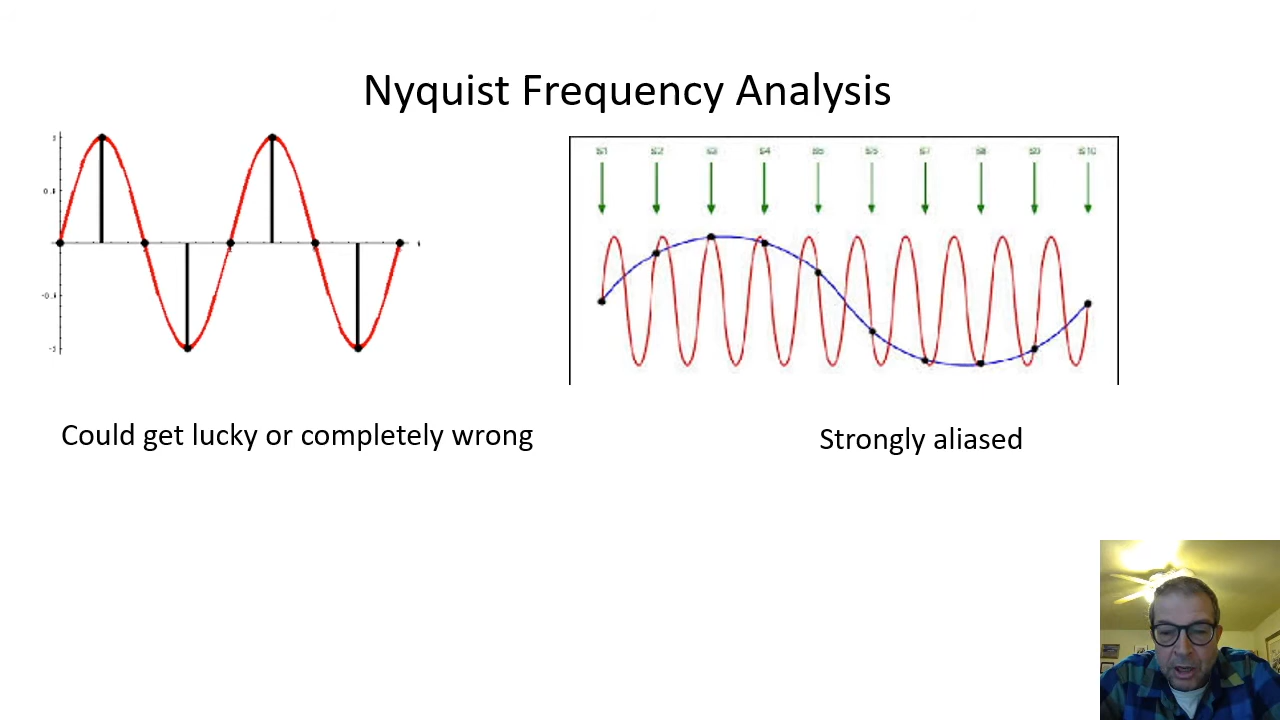 Nyquist Frequency Analysis
Could get lucky or completely wrong
Strongly aliased